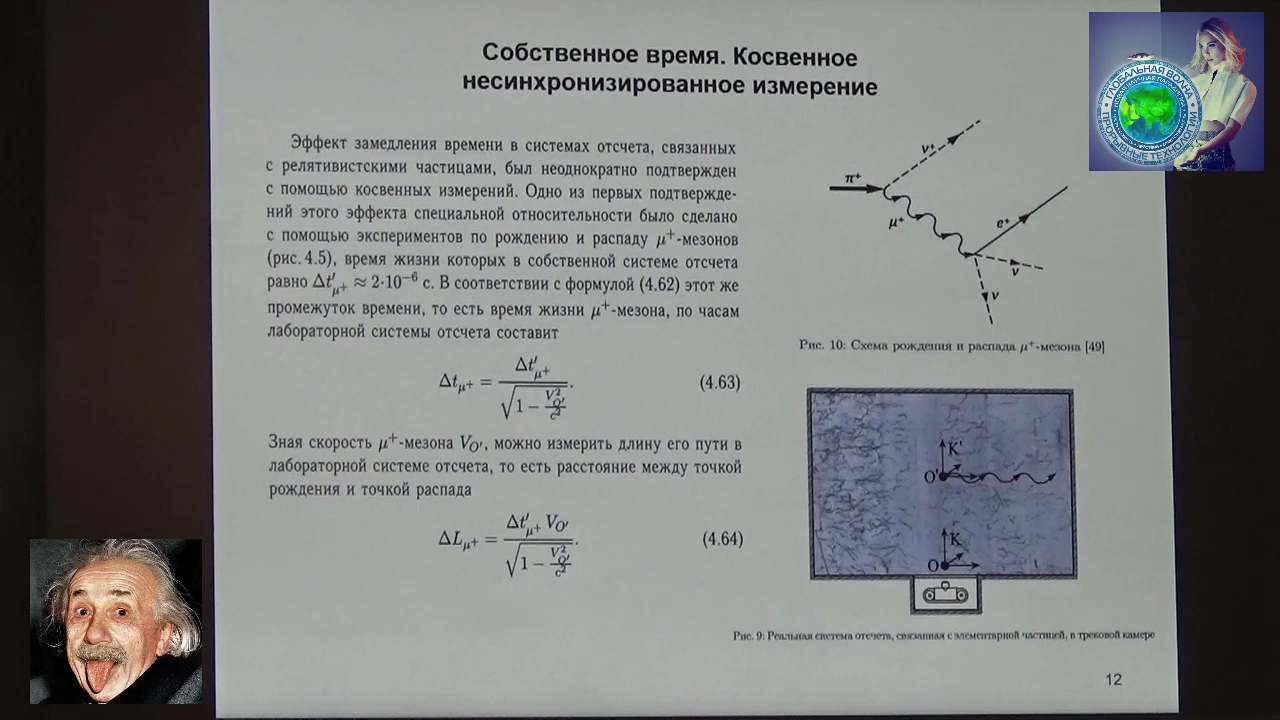 Собственное время. Косвенное
несинхронизированное измерение
Эффект замедления времени в системах отсчета, связанных
с релятивистскими частицами, был неоднократно подтвержден
с помощью косвенных измерений. Одно из первых подтвержде-
ний этого эффекта специальной относительности было сделано
с помощью экспериментов по рождению и распаду μ⁺-мезонов
(рис. 4.5), время жизни которых в собственной системе отсчета
равно Δt′μ⁺ ≈ 2·10⁻⁶ с. В соответствии с формулой (4.62) этот же
промежуток времени, то есть время жизни μ⁺-мезона, по часам
лабораторной системы отсчета составит
Δtμ⁺ = Δt′μ⁺ / √(1 − V²O′/c²). (4.63)
Зная скорость μ⁺-мезона VO′, можно измерить длину его пути в
лабораторной системе отсчета, то есть расстояние между точкой
рождения и точкой распада
ΔLμ⁺ = Δt′μ⁺ VO′ / √(1 − V²O′/c²). (4.64)
ГЛОБАЛЬНАЯ ВОЛНА
ПРОРЫВНЫЕ ТЕХНОЛОГИИ
π⁺
ν⁺
μ⁺
e⁺
ν
ν
Рис. 10: Схема рождения и распада μ⁺-мезона [49]
K′
O′
K
O
Рис. 9: Реальная система отсчета, связанная с элементарной частицей, в трековой камере
12